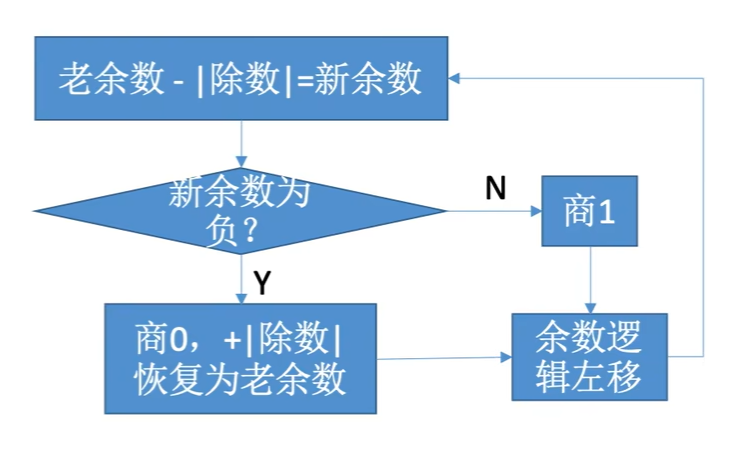 老余数 - |除数|=新余数
新余数为
负？
N
商1
Y
商0，+|除数|
恢复为老余数
余数逻
辑左移